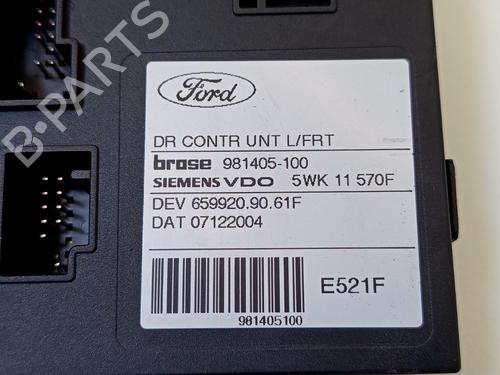 Ford
DR CONTR UNT L/FRT
brose 981405-100
SIEMENS VDO 5WK 11 570F
DEV 659920.90.61F
DAT 07122004
E521F
981405100
B-PARTS